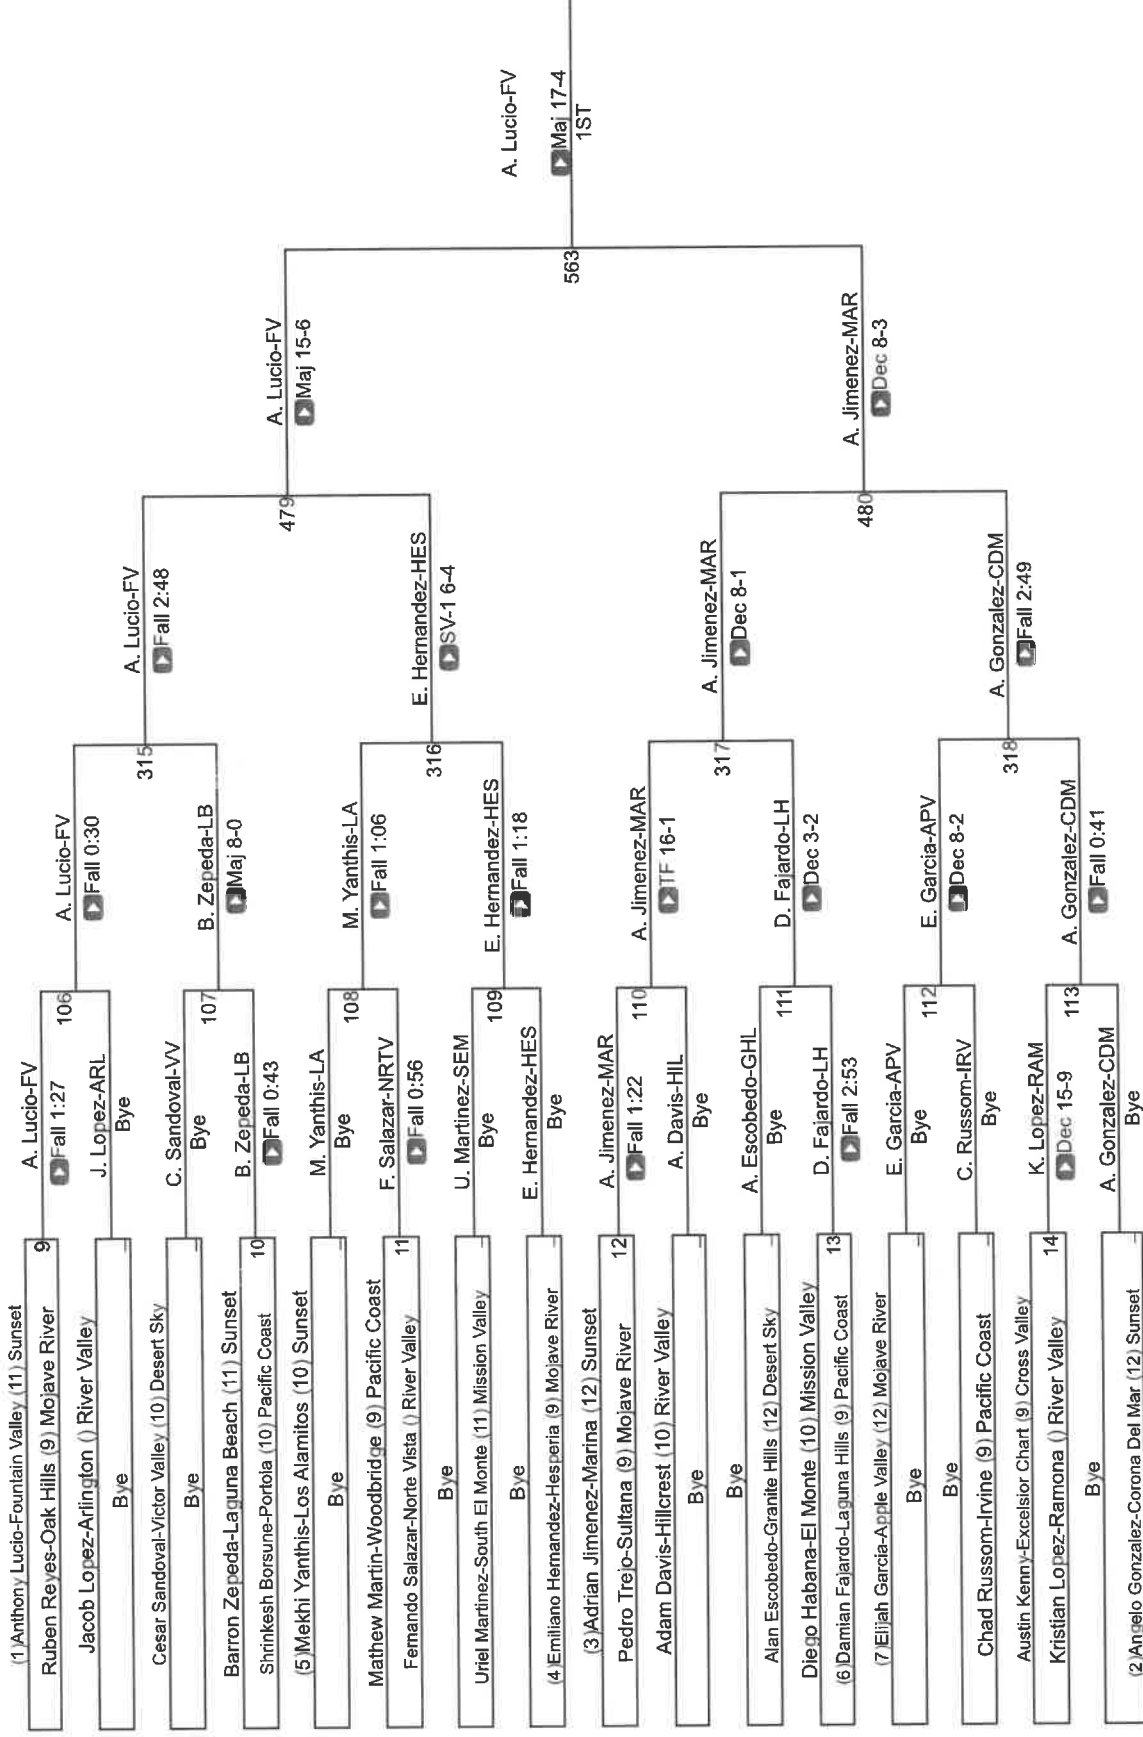 (1)Anthony Lucio-Fountain Valley (11) Sunset
9
Ruben Reyes-Oak Hills (9) Mojave River
Jacob Lopez-Arlington () River Valley
Bye
Cesar Sandoval-Victor Valley (10) Desert Sky
Bye
Barron Zepeda-Laguna Beach (11) Sunset
10
Shrinkesh Borsune-Portola (10) Pacific Coast
(5)Mekhi Yanthis-Los Alamitos (10) Sunset
Bye
Mathew Martin-Woodbridge (9) Pacific Coast
11
Fernando Salazar-Norte Vista () River Valley
Bye
Uriel Martinez-South El Monte (11) Mission Valley
Bye
(4)Emiliano Hernandez-Hesperia (9) Mojave River
(3)Adrian Jimenez-Marina (12) Sunset
12
Pedro Trejo-Sultana (9) Mojave River
Adam Davis-Hillcrest (10) River Valley
Bye
Bye
Alan Escobedo-Granite Hills (12) Desert Sky
Diego Habana-El Monte (10) Mission Valley
13
(6)Damian Fajardo-Laguna Hills (9) Pacific Coast
(7)Elijah Garcia-Apple Valley (12) Mojave River
Bye
Bye
Chad Russom-Irvine (9) Pacific Coast
Austin Kenny-Excelsior Chart (9) Cross Valley
14
Kristian Lopez-Ramona () River Valley
Bye
(2)Angelo Gonzalez-Corona Del Mar (12) Sunset
A. Lucio-FV
Fall 1:27
106
J. Lopez-ARL
Bye
C. Sandoval-VV
Bye
107
B. Zepeda-LB
Fall 0:43
M. Yanthis-LA
Bye
108
F. Salazar-NRTV
Fall 0:56
U. Martinez-SEM
Bye
109
E. Hernandez-HES
Bye
A. Jimenez-MAR
Fall 1:22
110
A. Davis-HIL
Bye
A. Escobedo-GHL
Bye
111
D. Fajardo-LH
Fall 2:53
E. Garcia-APV
Bye
112
C. Russom-IRV
Bye
K. Lopez-RAM
Dec 15-9
113
A. Gonzalez-CDM
Bye
A. Lucio-FV
Fall 0:30
315
B. Zepeda-LB
Maj 8-0
M. Yanthis-LA
Fall 1:06
316
E. Hernandez-HES
Fall 1:18
A. Jimenez-MAR
TF 16-1
317
D. Fajardo-LH
Dec 3-2
E. Garcia-APV
Dec 8-2
318
A. Gonzalez-CDM
Fall 0:41
A. Lucio-FV
Fall 2:48
479
E. Hernandez-HES
SV-1 6-4
A. Jimenez-MAR
Dec 8-1
480
A. Gonzalez-CDM
Fall 2:49
A. Lucio-FV
Maj 15-6
563
A. Jimenez-MAR
Dec 8-3
A. Lucio-FV
Maj 17-4
1ST